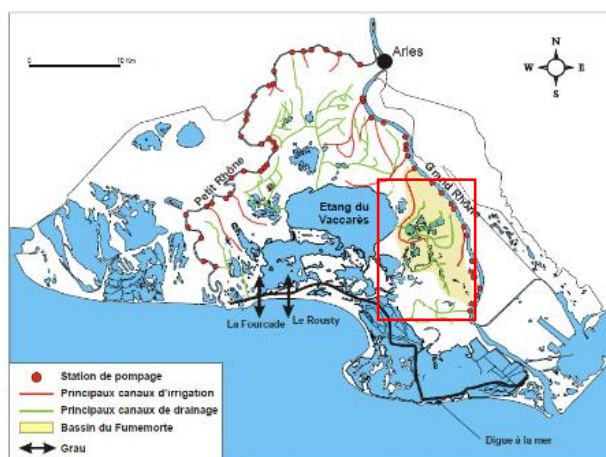 Arles
N
W E
S
0 10 Km
Petit Rhône
Grand Rhône
Etang du
Vaccarès
La Fourcade
Le Rousty
Station de pompage
Principaux canaux d'irrigation
Principaux canaux de drainage
Bassin du Fumemorte
Grau
Digue à la mer